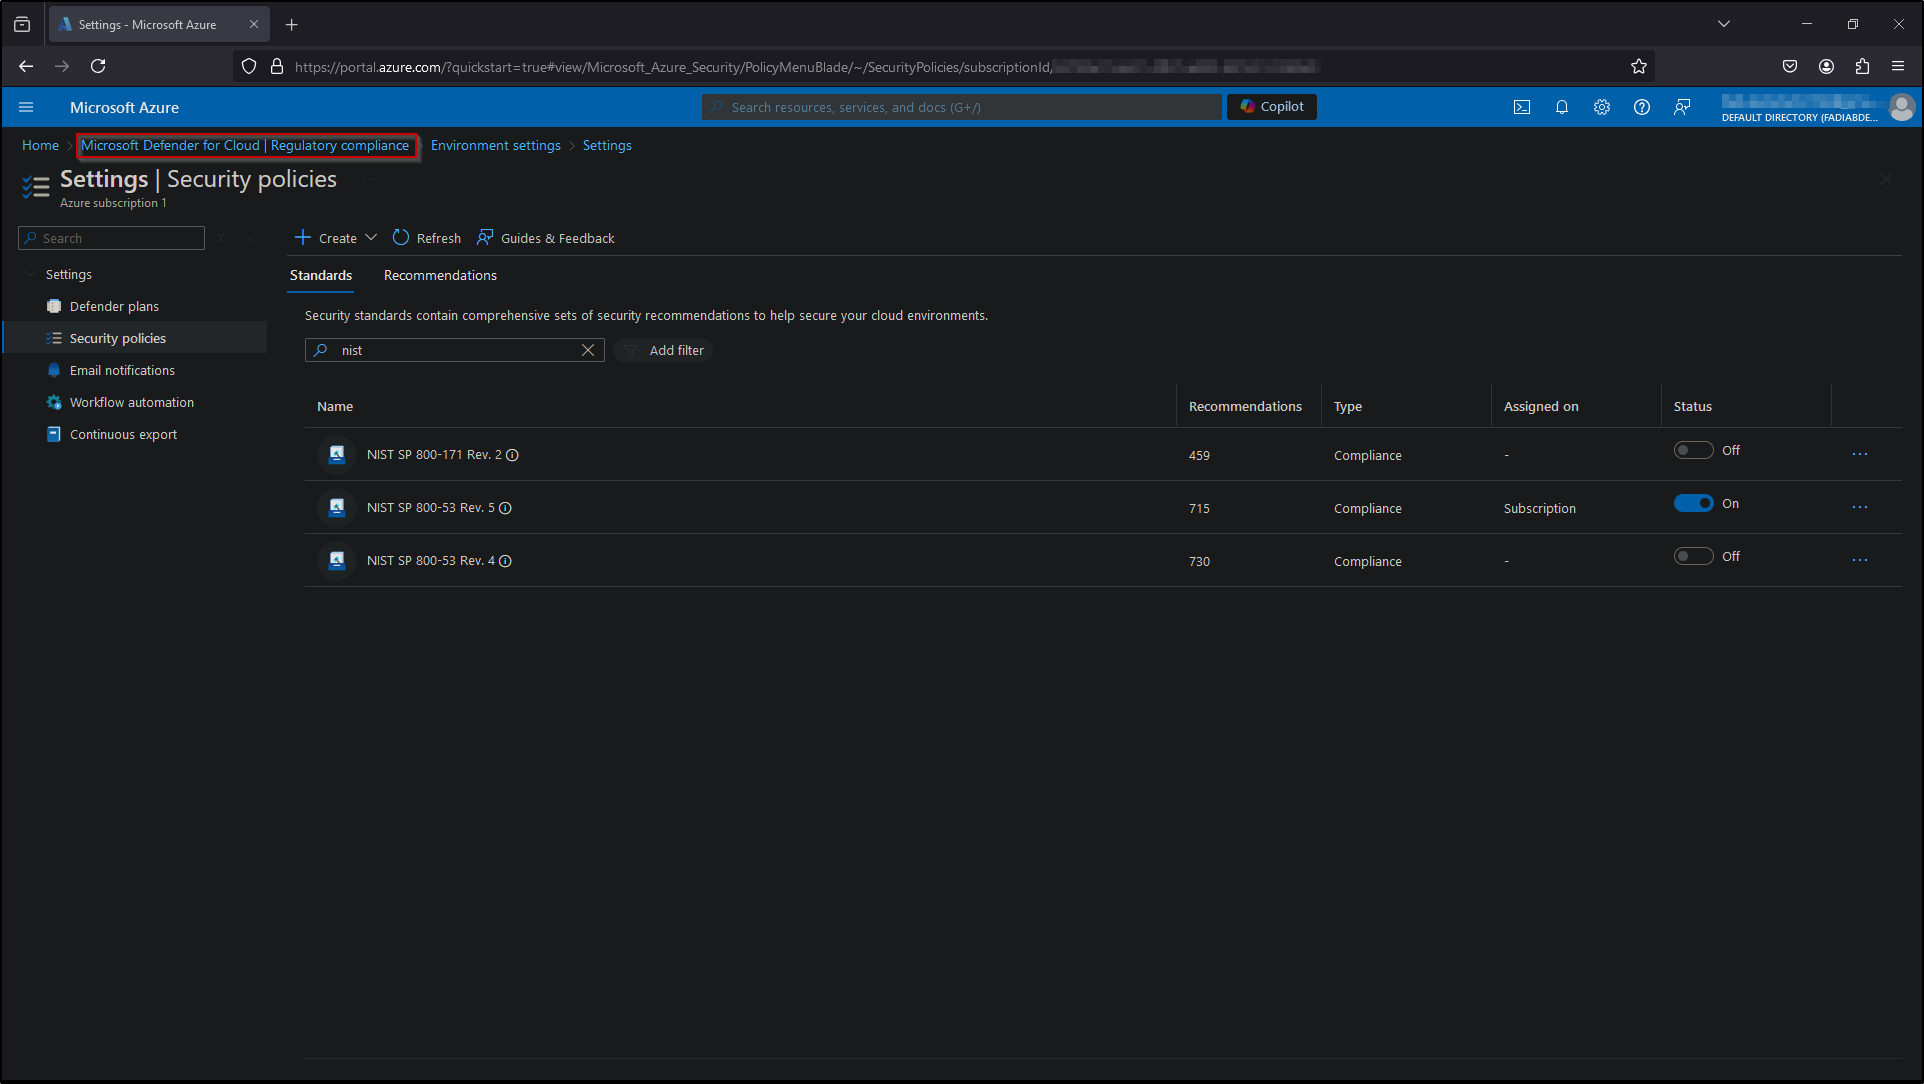 Settings - Microsoft Azure
https://portal.azure.com/?quickstart=true#view/Microsoft_Azure_Security/PolicyMenuBlade/~/SecurityPolicies/subscriptionId/
Microsoft Azure
Search resources, services, and docs (G+/)
Copilot
DEFAULT DIRECTORY (FADIABDE...
Home > Microsoft Defender for Cloud | Regulatory compliance > Environment settings > Settings
Settings | Security policies ...
Azure subscription 1
Search
Create
Refresh
Guides & Feedback
Settings
Defender plans
Security policies
Email notifications
Workflow automation
Continuous export
Standards Recommendations
Security standards contain comprehensive sets of security recommendations to help secure your cloud environments.
nist
Add filter
Name Recommendations Type Assigned on Status
NIST SP 800-171 Rev. 2 459 Compliance - Off ...
NIST SP 800-53 Rev. 5 715 Compliance Subscription On ...
NIST SP 800-53 Rev. 4 730 Compliance - Off ...